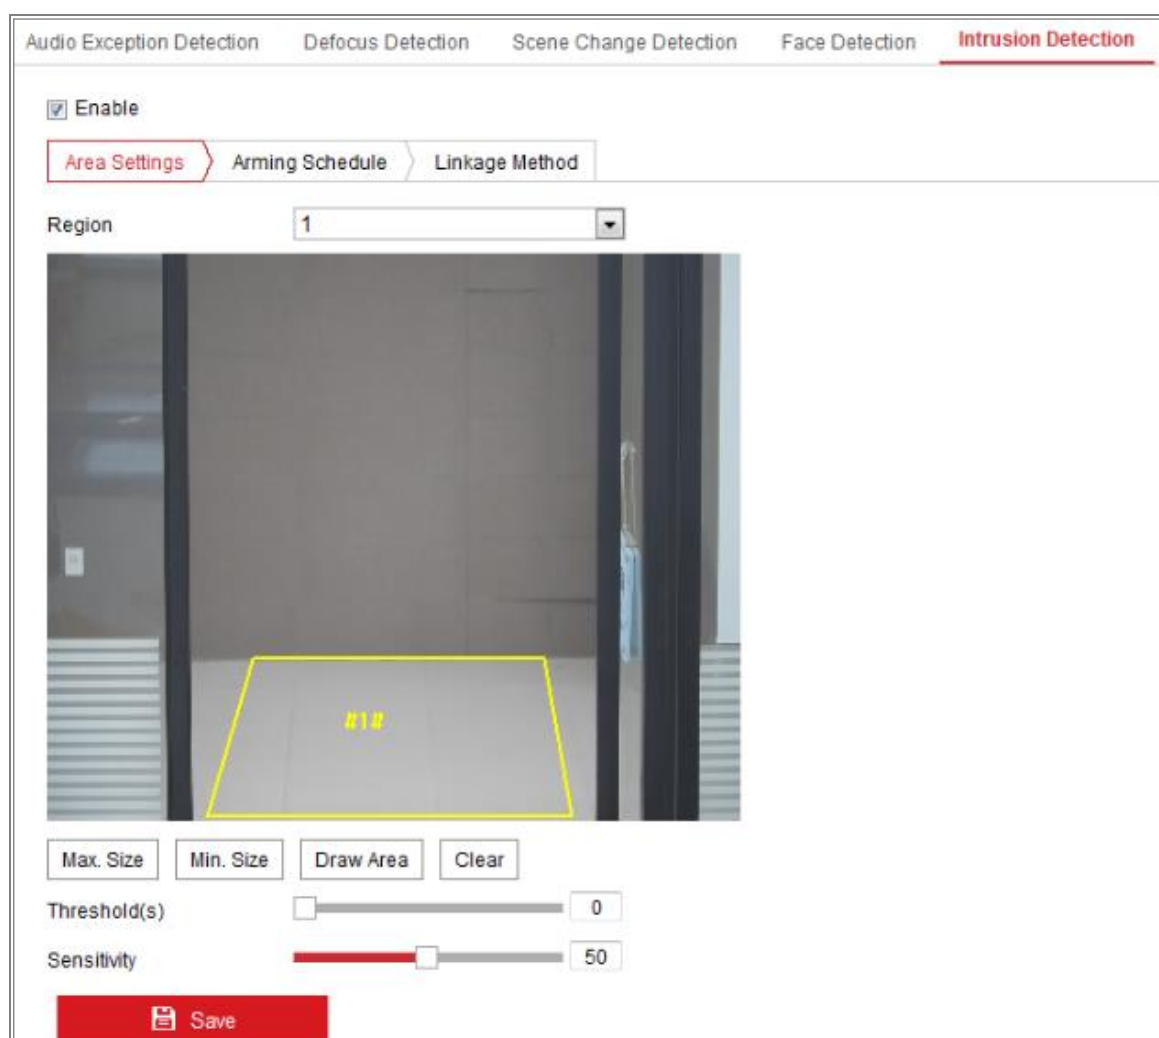 Audio Exception Detection Defocus Detection Scene Change Detection Face Detection Intrusion Detection
Enable
Area Settings Arming Schedule Linkage Method
Region 1
#1#
Max. Size Min. Size Draw Area Clear
Threshold(s) 0
Sensitivity 50
Save